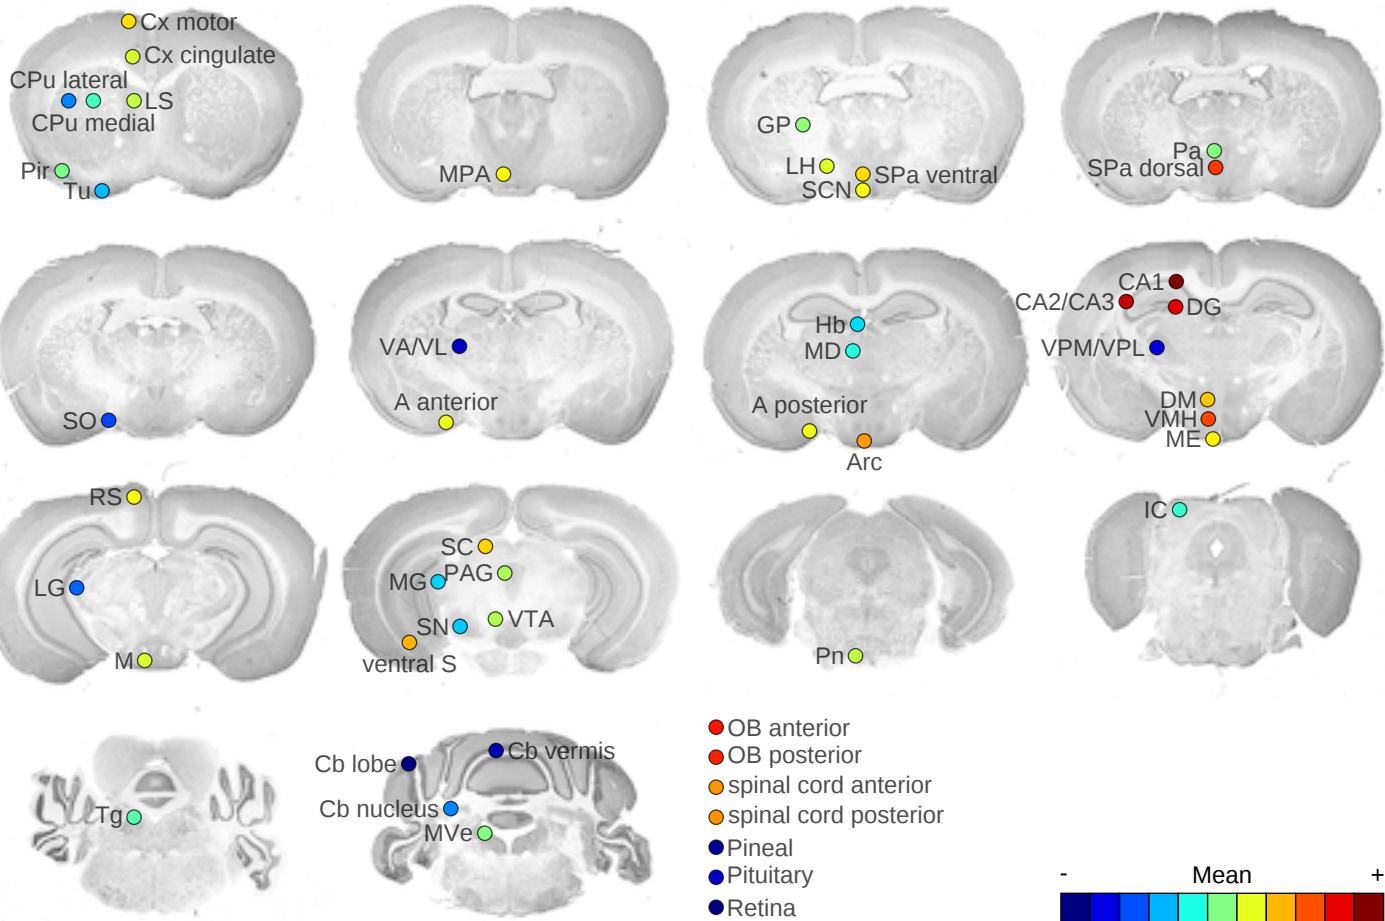 Cx motor
Cx cingulate
CPu lateral
LS
CPu medial
Pir
Tu
MPA
GP
LH
SPa ventral
SCN
Pa
SPa dorsal
SO
VA/VL
A anterior
Hb
MD
A posterior
Arc
CA1
CA2/CA3
DG
VPM/VPL
DM
VMH
ME
RS
LG
M
SC
MG
PAG
SN
VTA
ventral S
Pn
IC
Tg
Cb lobe
Cb vermis
Cb nucleus
MVe
OB anterior
OB posterior
spinal cord anterior
spinal cord posterior
Pineal
Pituitary
Retina
- Mean +